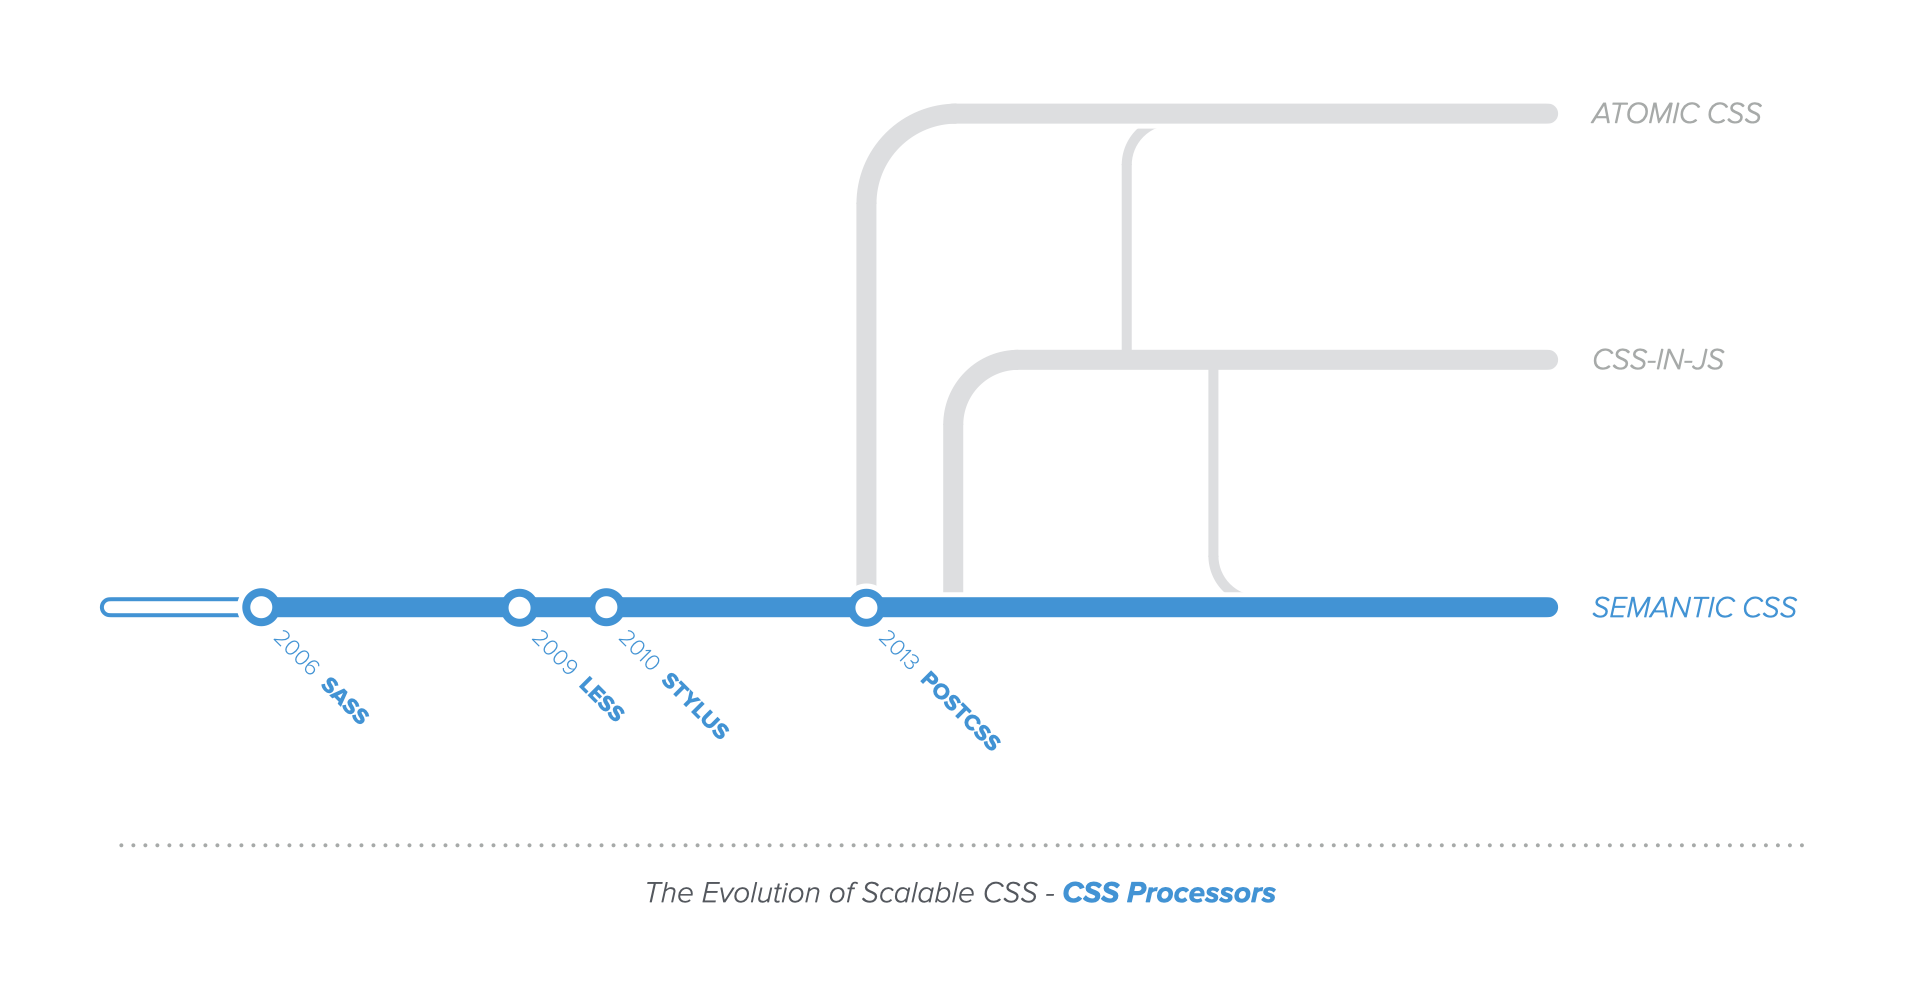 ATOMIC CSS
CSS-IN-JS
SEMANTIC CSS
2006 SASS
2009 LESS
2010 STYLUS
2013 POSTCSS
The Evolution of Scalable CSS - CSS Processors